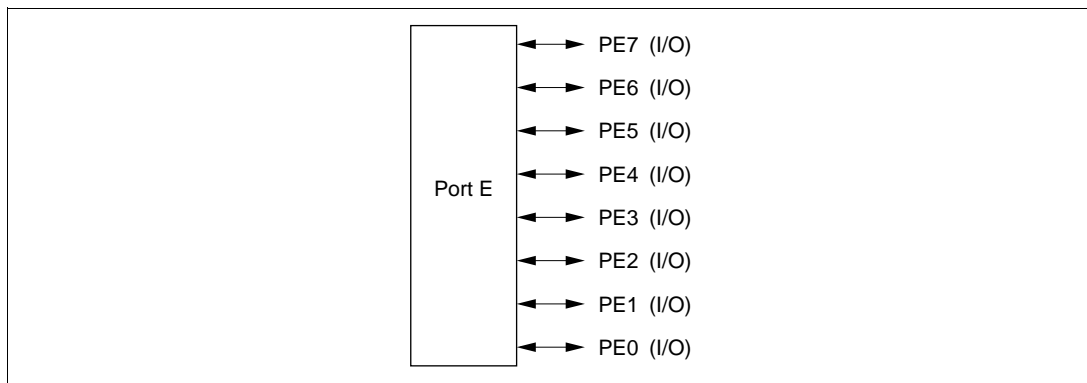 PE7 (I/O)
PE6 (I/O)
PE5 (I/O)
PE4 (I/O)
Port E
PE3 (I/O)
PE2 (I/O)
PE1 (I/O)
PE0 (I/O)